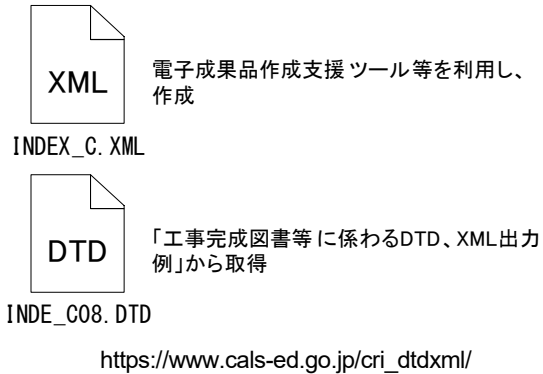 XML
電子成果品作成支援ツール等を利用し、
作成
INDEX_C.XML
DTD
「工事完成図書等に係わるDTD、XML出力
例」から取得
INDE_C08.DTD
https://www.cals-ed.go.jp/cri_dtdxml/